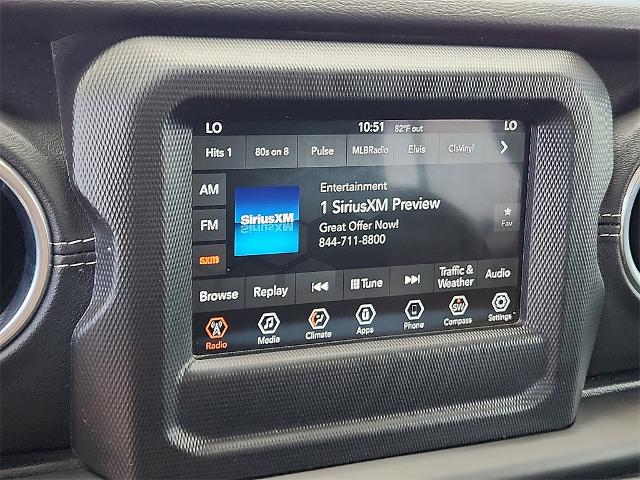 LO 10:51 82°F out LO
Hits 1 80s on 8 Pulse MLBRadio Elvis ClsVinyl
AM
FM
SXM
SiriusXM
Entertainment
1 SiriusXM Preview
Great Offer Now!
844-711-8800
Fav
Browse Replay Tune Traffic & Weather Audio
Radio Media Climate Apps Phone SW Compass Settings